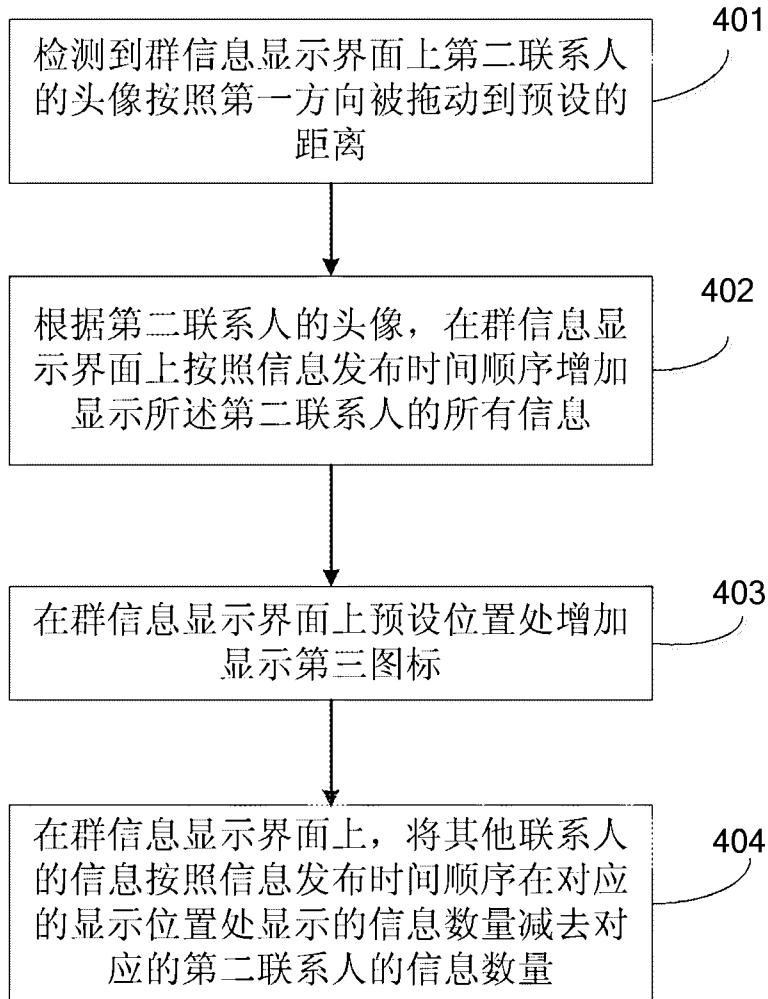 401
检测到群信息显示界面上第二联系人
的头像按照第一方向被拖动到预设的
距离
402
根据第二联系人的头像，在群信息显
示界面上按照信息发布时间顺序增加
显示所述第二联系人的所有信息
403
在群信息显示界面上预设位置处增加
显示第三图标
404
在群信息显示界面上，将其他联系人
的信息按照信息发布时间顺序在对应
的显示位置处显示的信息数量减去对
应的第二联系人的信息数量